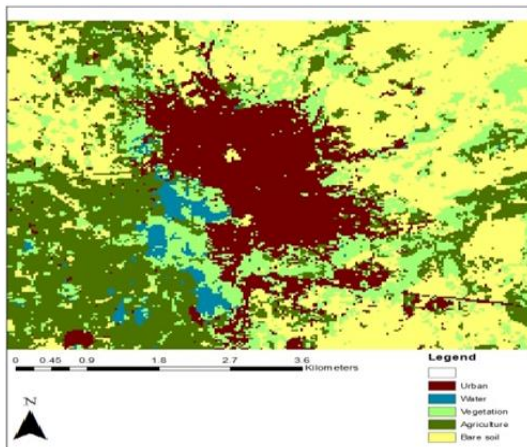 0 0.45 0.9 1.8 2.7 3.6
Kilometers
N
Legend
Urban
Water
Vegetation
Agriculture
Bare soil